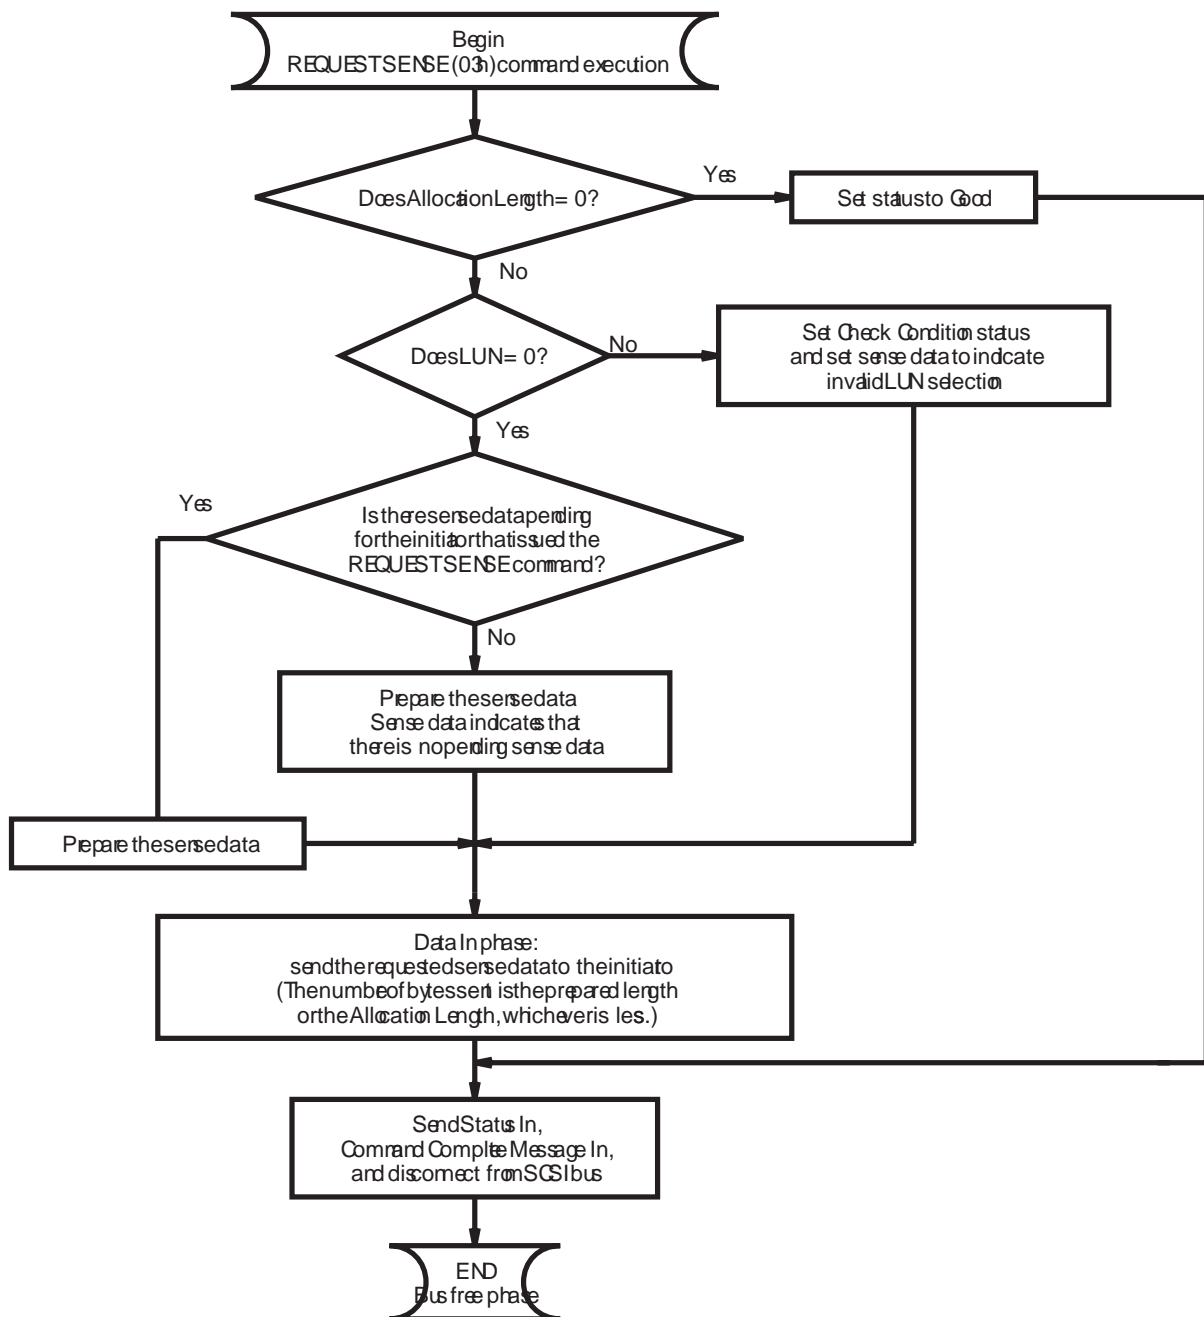 Begin
REQUEST SENSE (03h) command execution
Does Allocation Length = 0?
Yes
Set status to Good
No
Does LUN = 0?
No
Set Check Condition status
and set sense data to indicate
invalid LUN selection
Yes
Yes
Is there sense data pending
for the initiator that issued the
REQUEST SENSE command?
No
Prepare the sense data
Sense data indicates that
there is no pending sense data
Prepare the sense data
Data In phase:
send the requested sense data to the initiato
(The number of bytes sent is the prepared length
or the Allocation Length, whichever is less.)
Send Status In,
Command Complete Message In,
and disconnect from SCSI bus
END
Bus free phase